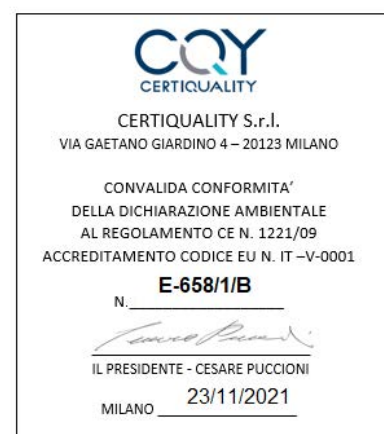 CQY
CERTIQUALITY
CERTIQUALITY S.r.l.
VIA GAETANO GIARDINO 4 – 20123 MILANO
CONVALIDA CONFORMITA’
DELLA DICHIARAZIONE AMBIENTALE
AL REGOLAMENTO CE N. 1221/09
ACCREDITAMENTO CODICE EU N. IT –V-0001
N. E-658/1/B
IL PRESIDENTE - CESARE PUCCIONI
MILANO 23/11/2021